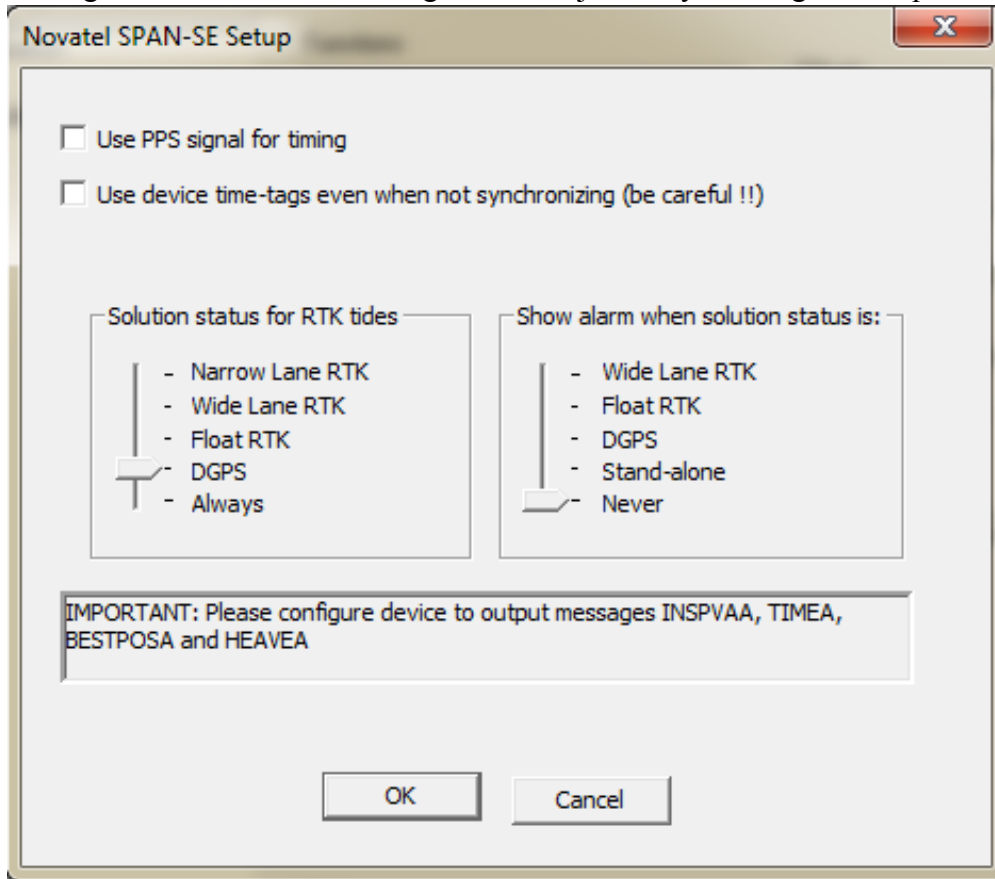 Novatel SPAN-SE Setup
Use PPS signal for timing
Use device time-tags even when not synchronizing (be careful !!)
Solution status for RTK tides
- Narrow Lane RTK
- Wide Lane RTK
- Float RTK
- DGPS
- Always
Show alarm when solution status is:
- Wide Lane RTK
- Float RTK
- DGPS
- Stand-alone
- Never
IMPORTANT: Please configure device to output messages INSPVAA, TIMEA,
BESTPOSA and HEAVEA
OK
Cancel